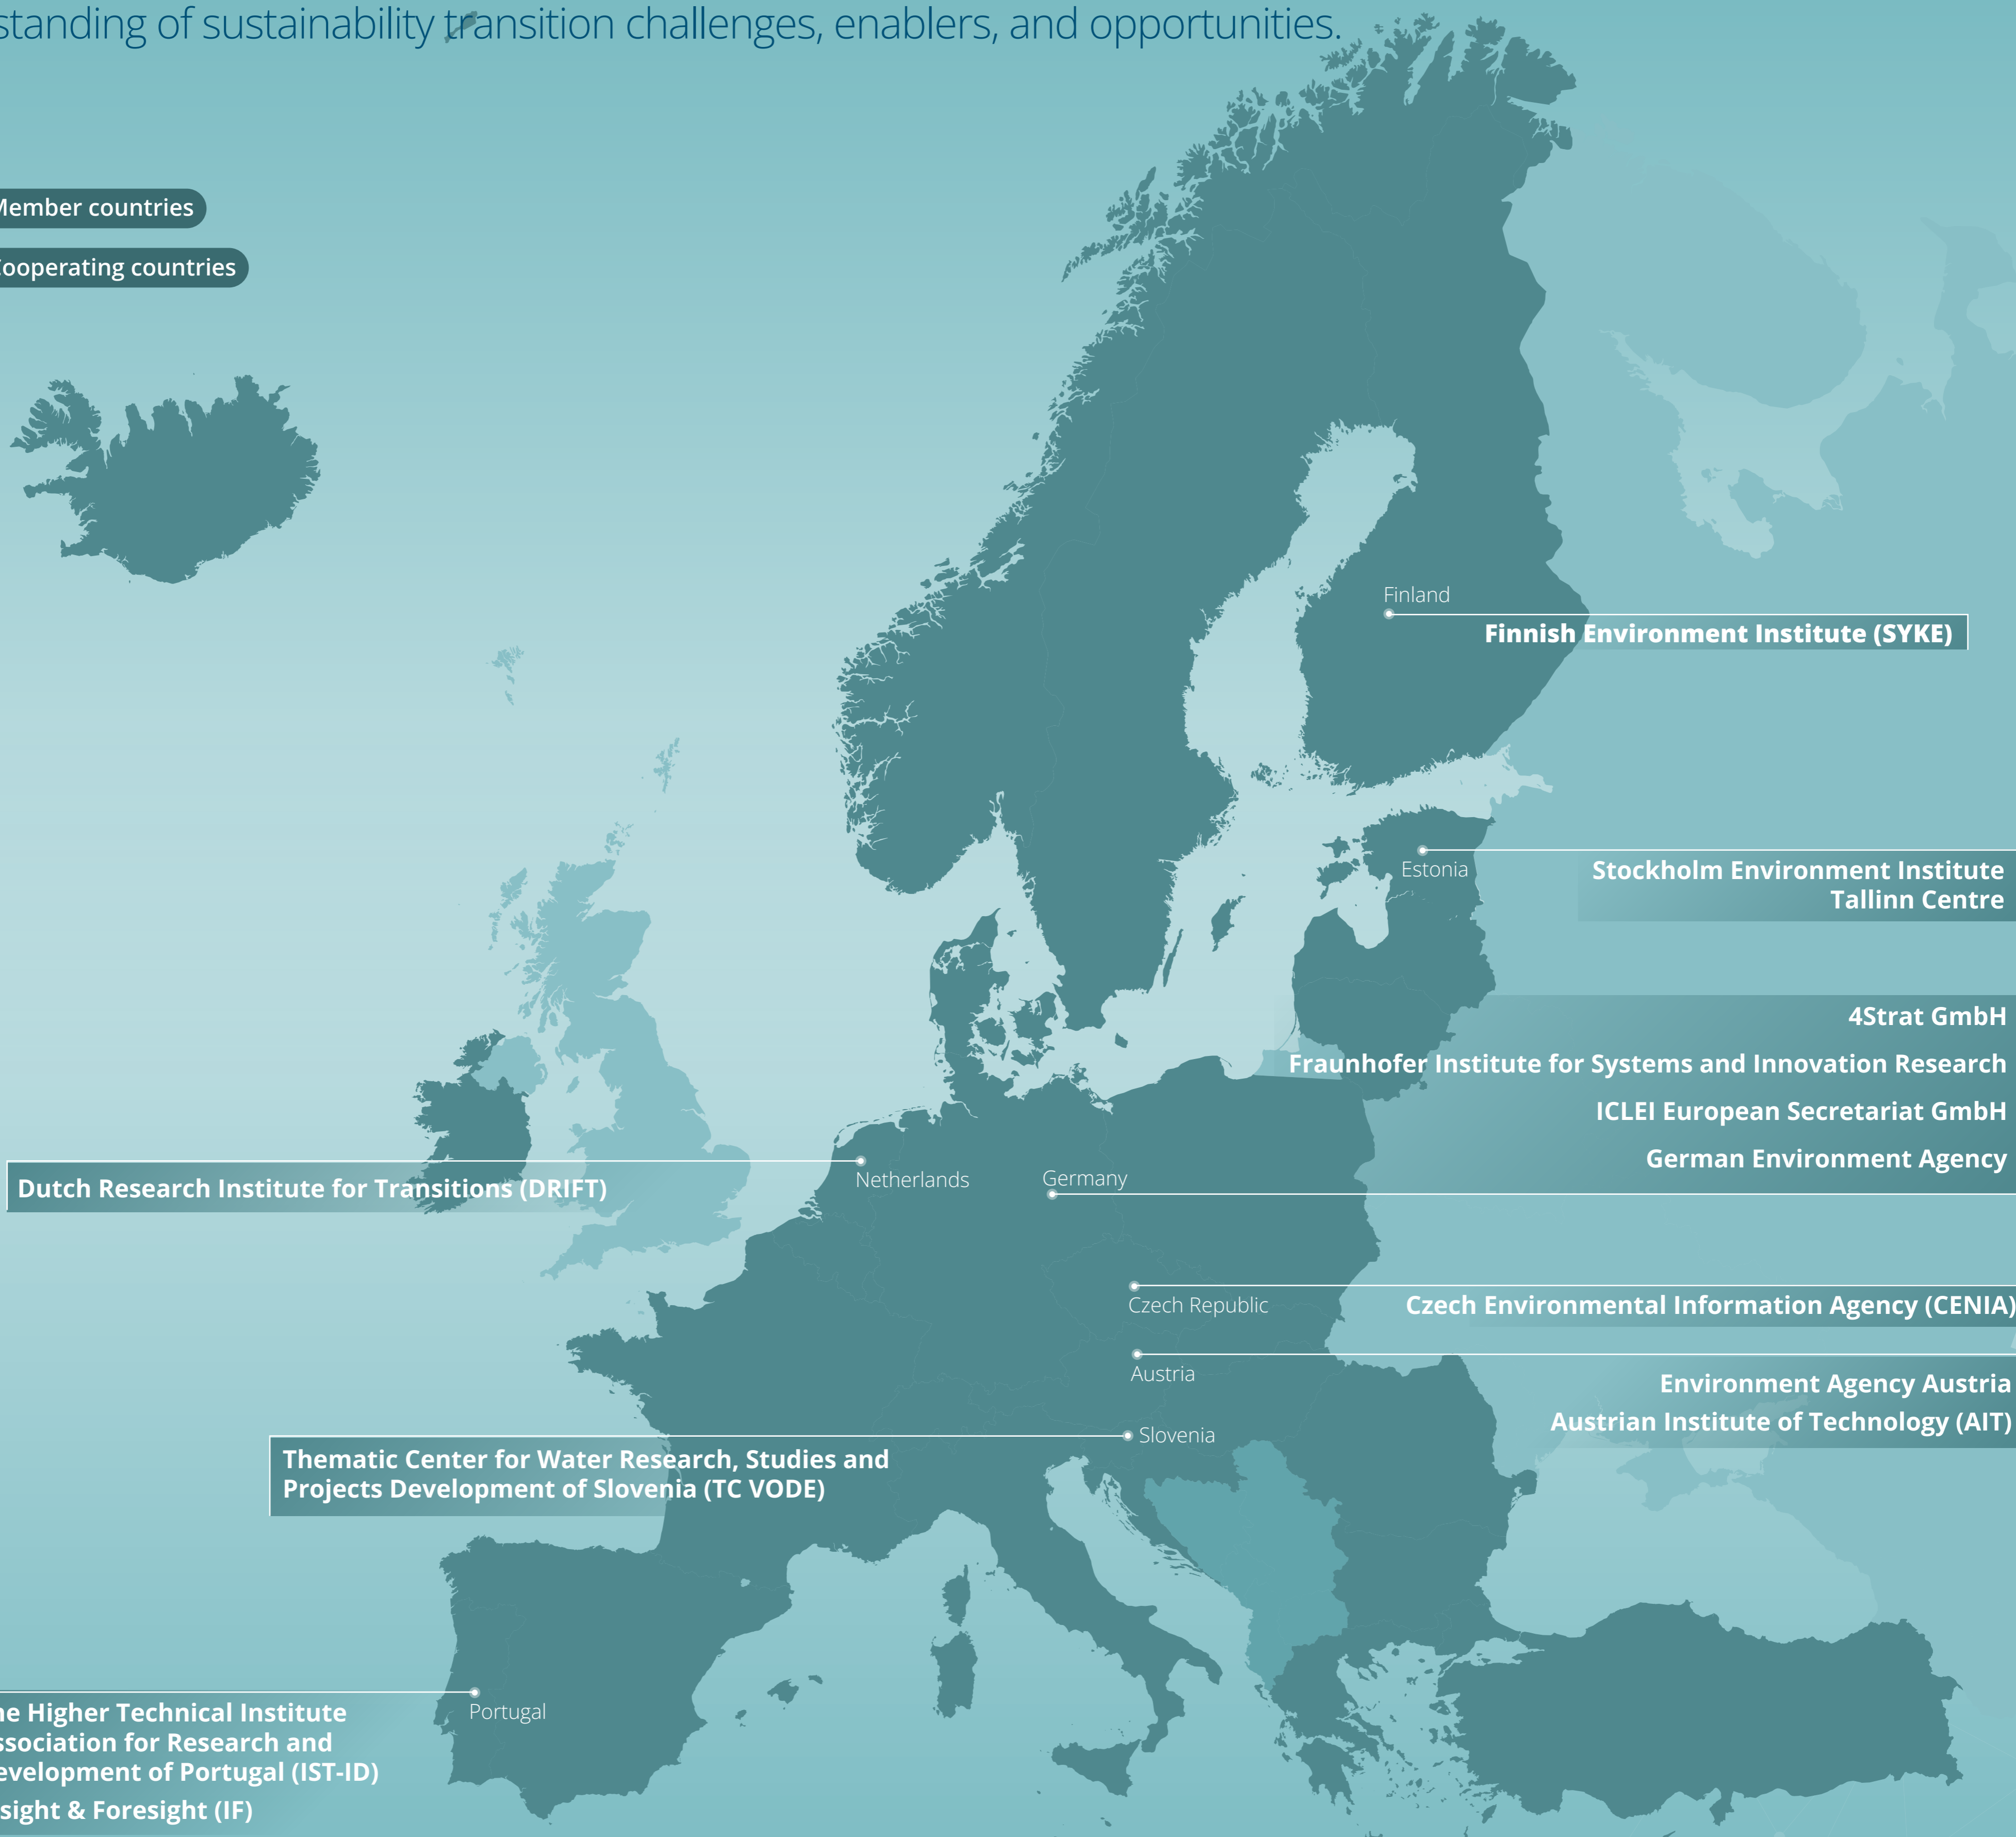 standing of sustainability transition challenges, enablers, and opportunities.
Member countries
Cooperating countries
Finland
Finnish Environment Institute (SYKE)
Estonia
Stockholm Environment Institute
Tallinn Centre
4Strat GmbH
Fraunhofer Institute for Systems and Innovation Research
ICLEI European Secretariat GmbH
German Environment Agency
Germany
Netherlands
Dutch Research Institute for Transitions (DRIFT)
Czech Republic
Czech Environmental Information Agency (CENIA)
Austria
Environment Agency Austria
Austrian Institute of Technology (AIT)
Slovenia
Thematic Center for Water Research, Studies and
Projects Development of Slovenia (TC VODE)
Portugal
he Higher Technical Institute
ssociation for Research and
evelopment of Portugal (IST-ID)
sight & Foresight (IF)